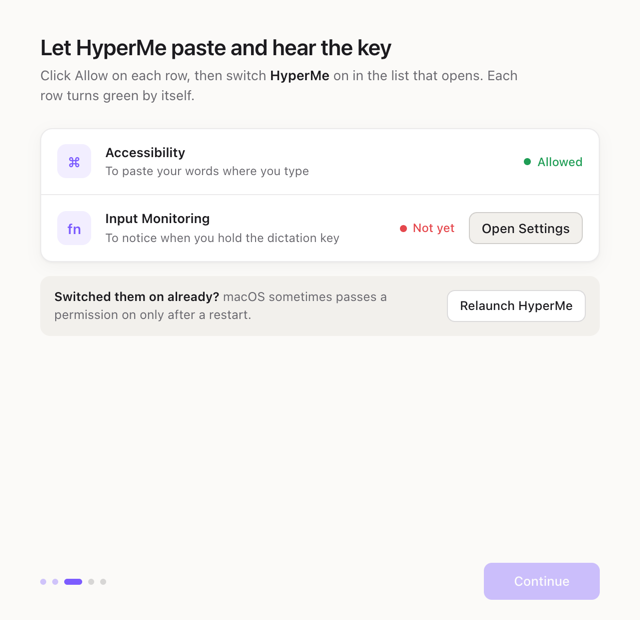 Let HyperMe paste and hear the key
Click Allow on each row, then switch HyperMe on in the list that opens. Each
row turns green by itself.
⌘
Accessibility
To paste your words where you type
Allowed
fn
Input Monitoring
To notice when you hold the dictation key
Not yet
Open Settings
Switched them on already? macOS sometimes passes a
permission on only after a restart.
Relaunch HyperMe
Continue